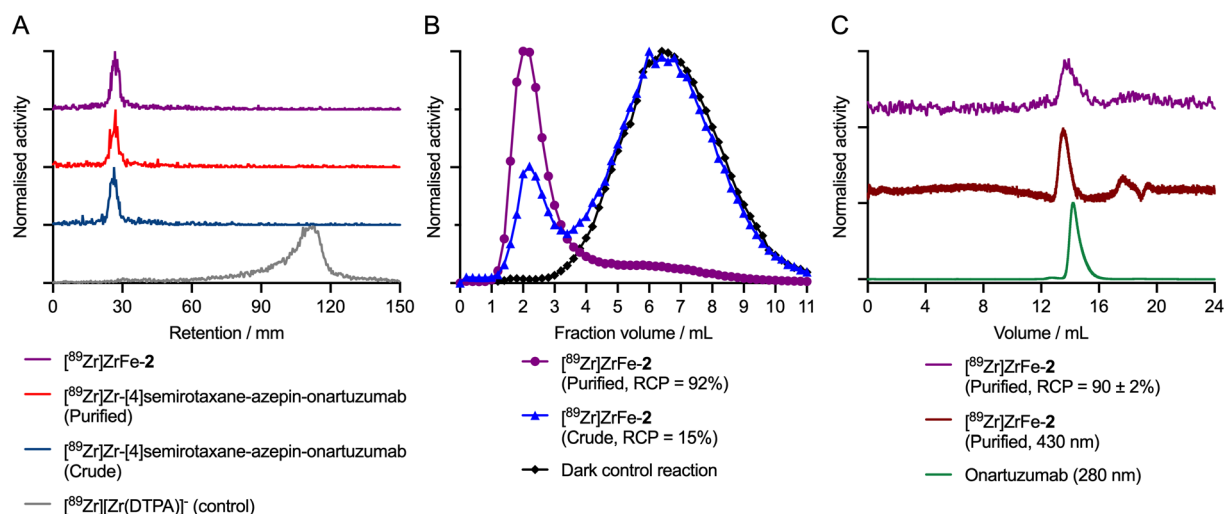 A
Normalised activity
0 30 60 90 120 150
Retention / mm
[⁸⁹Zr]ZrFe-2
[⁸⁹Zr]Zr-[4]semirotaxane-azepin-onartuzumab
(Purified)
[⁸⁹Zr]Zr-[4]semirotaxane-azepin-onartuzumab
(Crude)
[⁸⁹Zr][Zr(DTPA)]⁻ (control)
B
Normalised activity
0 1 2 3 4 5 6 7 8 9 10 11
Fraction volume / mL
[⁸⁹Zr]ZrFe-2
(Purified, RCP = 92%)
[⁸⁹Zr]ZrFe-2
(Crude, RCP = 15%)
Dark control reaction
C
Normalised activity
0 4 8 12 16 20 24
Volume / mL
[⁸⁹Zr]ZrFe-2
(Purified, RCP = 90 ± 2%)
[⁸⁹Zr]ZrFe-2
(Purified, 430 nm)
Onartuzumab (280 nm)